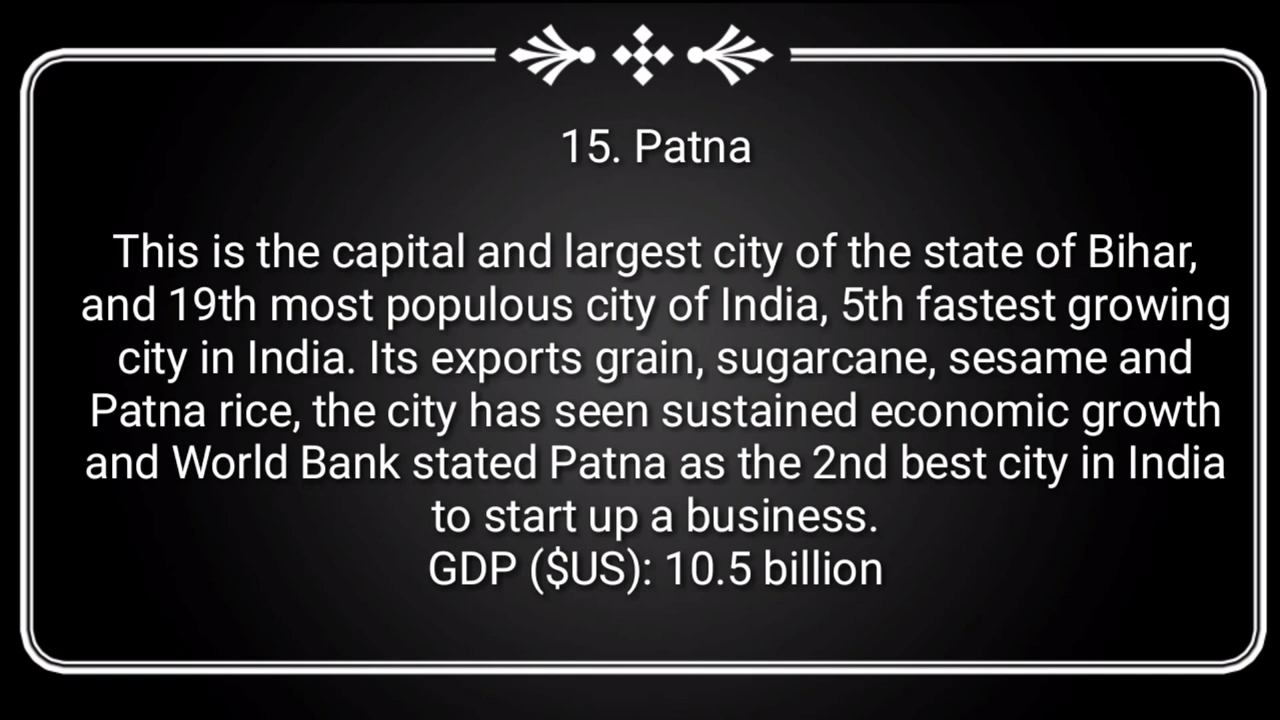 15. Patna
This is the capital and largest city of the state of Bihar,
and 19th most populous city of India, 5th fastest growing
city in India. Its exports grain, sugarcane, sesame and
Patna rice, the city has seen sustained economic growth
and World Bank stated Patna as the 2nd best city in India
to start up a business.
GDP ($US): 10.5 billion